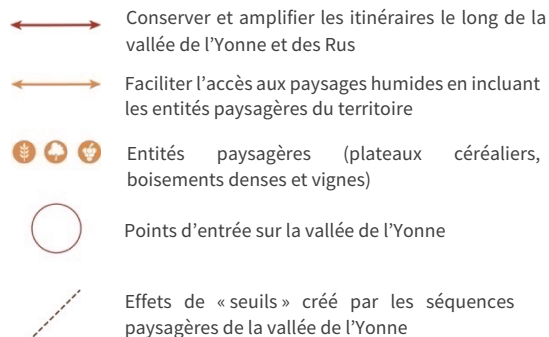 Conserver et amplifier les itinéraires le long de la
vallée de l’Yonne et des Rus
Faciliter l’accès aux paysages humides en incluant
les entités paysagères du territoire
Entités paysagères (plateaux céréaliers,
boisements denses et vignes)
Points d’entrée sur la vallée de l’Yonne
Effets de « seuils » créé par les séquences
paysagères de la vallée de l’Yonne